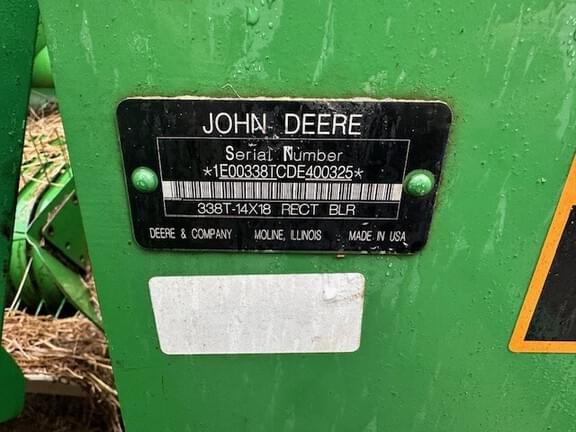 JOHN DEERE
Serial Number
*1E00338TCDE400325*
338T-14X18 RECT BLR
DEERE & COMPANY MOLINE, ILLINOIS MADE IN USA